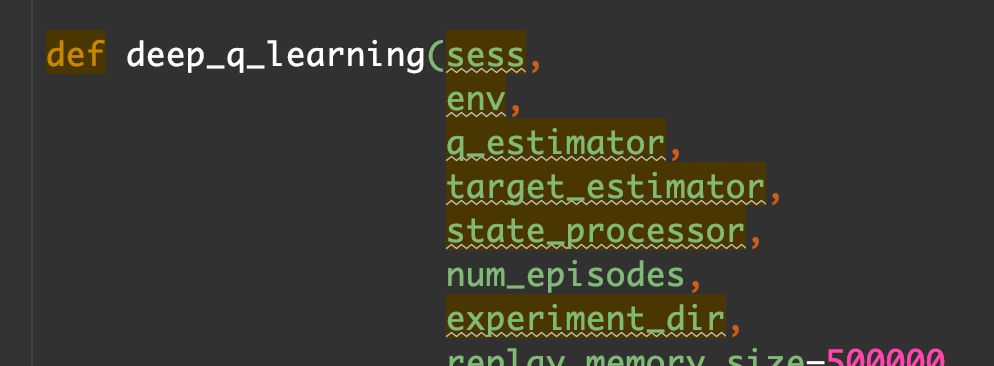 def deep_q_learning(sess,
env,
q_estimator,
target_estimator,
state_processor,
num_episodes,
experiment_dir,
replay_memory_size=500000